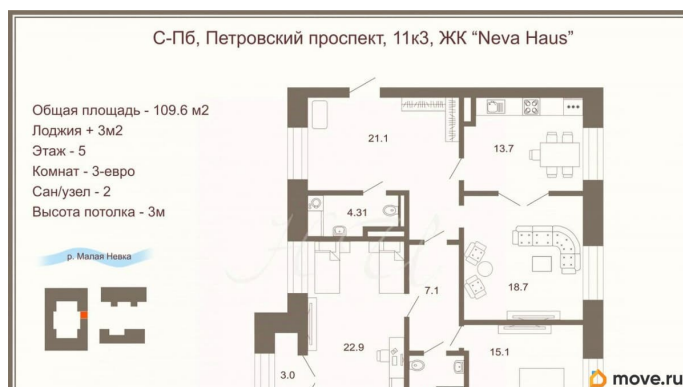 С-Пб, Петровский проспект, 11к3, ЖК “Neva Haus”
Общая площадь - 109.6 м2
Лоджия + 3м2
Этаж - 5
Комнат - 3-евро
Сан/узел - 2
Высота потолка - 3м
р. Малая Невка
21.1
13.7
4.31
18.7
7.1
22.9
15.1
3.0
move.ru